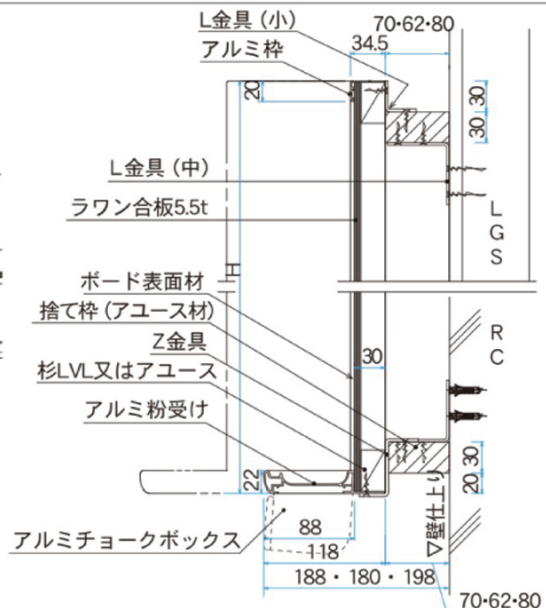 L金具（小）
70・62・80
34.5
アルミ枠
20
30
30
L金具（中）
ラワン合板5.5t
L
G
S
H
ボード表面材
捨て枠（アユース材）
R
C
Z金具
30
杉LVL又はアユース
アルミ粉受け
30
22
20
88
アルミチョークボックス
118
▽壁仕上り
188・180・198
70・62・80